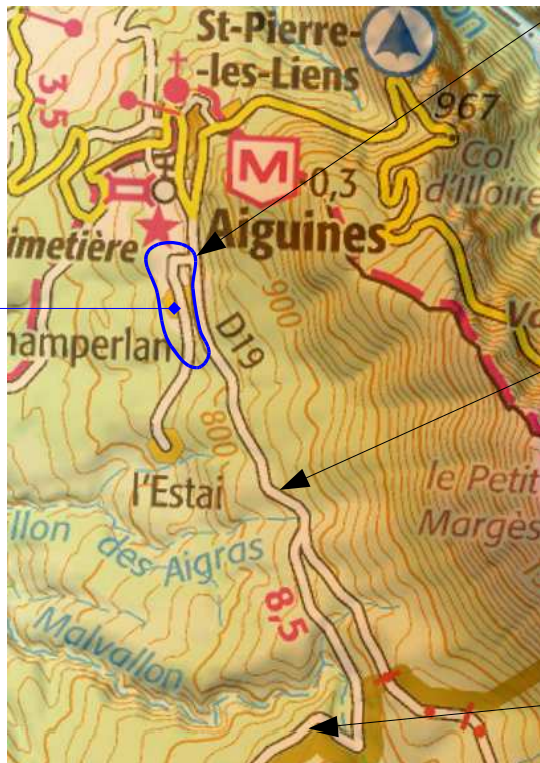 St-Pierre-
-les-Liens
3,5
967
Col
d'Illoire
M
0,3
Aiguines
imetière
900
hamperlan
D19
800
l'Estai
le Petit
Margès
llon des Aigras
8,5
Malvallon
Va